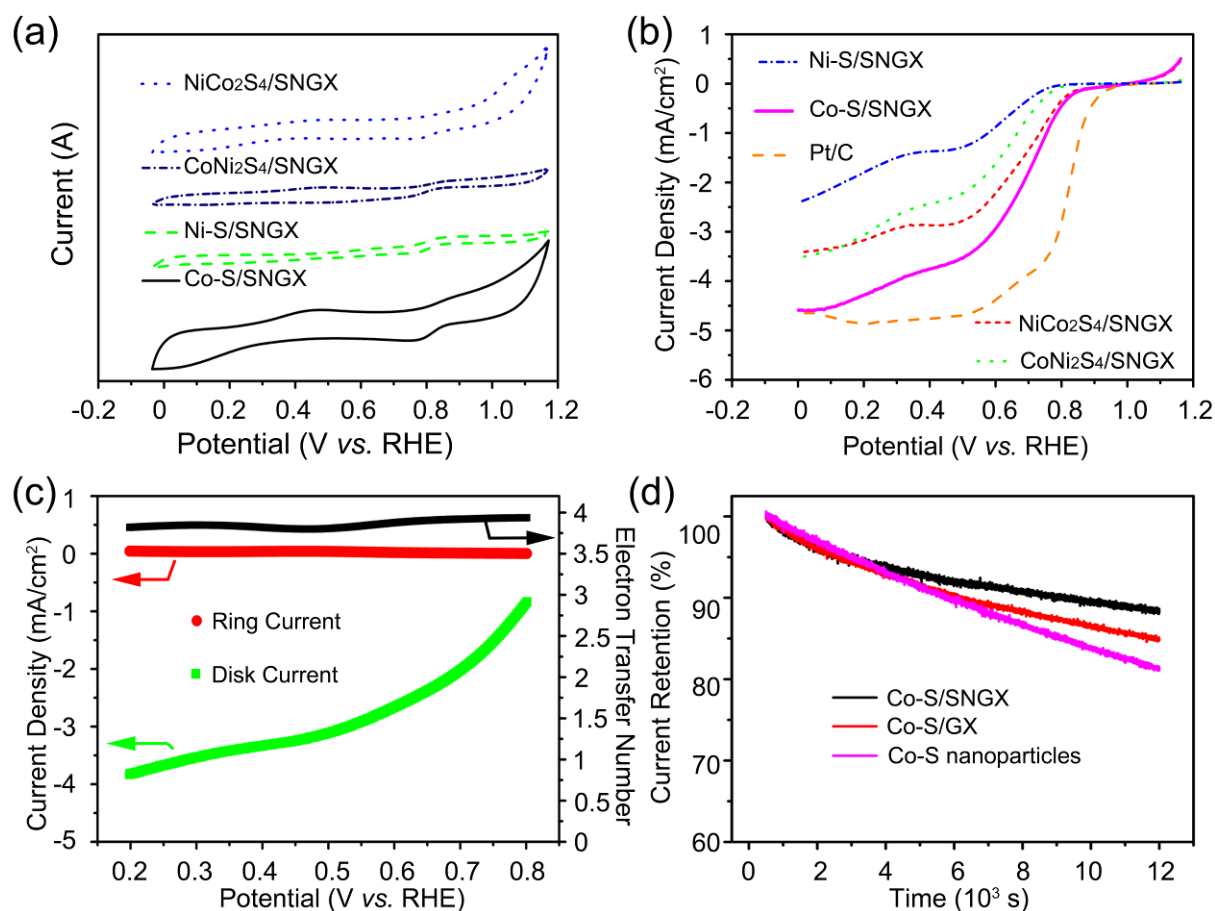 (a)
NiCo₂S₄/SNGX
CoNi₂S₄/SNGX
Ni-S/SNGX
Co-S/SNGX
Current (A)
-0.2 0 0.2 0.4 0.6 0.8 1.0 1.2
Potential (V vs. RHE)
(b)
1
0
-1
-2
-3
-4
-5
-6
Ni-S/SNGX
Co-S/SNGX
Pt/C
NiCo₂S₄/SNGX
CoNi₂S₄/SNGX
Current Density (mA/cm²)
-0.2 0 0.2 0.4 0.6 0.8 1.0 1.2
Potential (V vs. RHE)
(c)
1
0
-1
-2
-3
-4
-5
Ring Current
Disk Current
Current Density (mA/cm²)
4
3.5
3
2.5
2
1.5
1
0.5
0
Electron Transfer Number
0.2 0.3 0.4 0.5 0.6 0.7 0.8
Potential (V vs. RHE)
(d)
100
90
80
70
60
Co-S/SNGX
Co-S/GX
Co-S nanoparticles
Current Retention (%)
0 2 4 6 8 10 12
Time (10³ s)